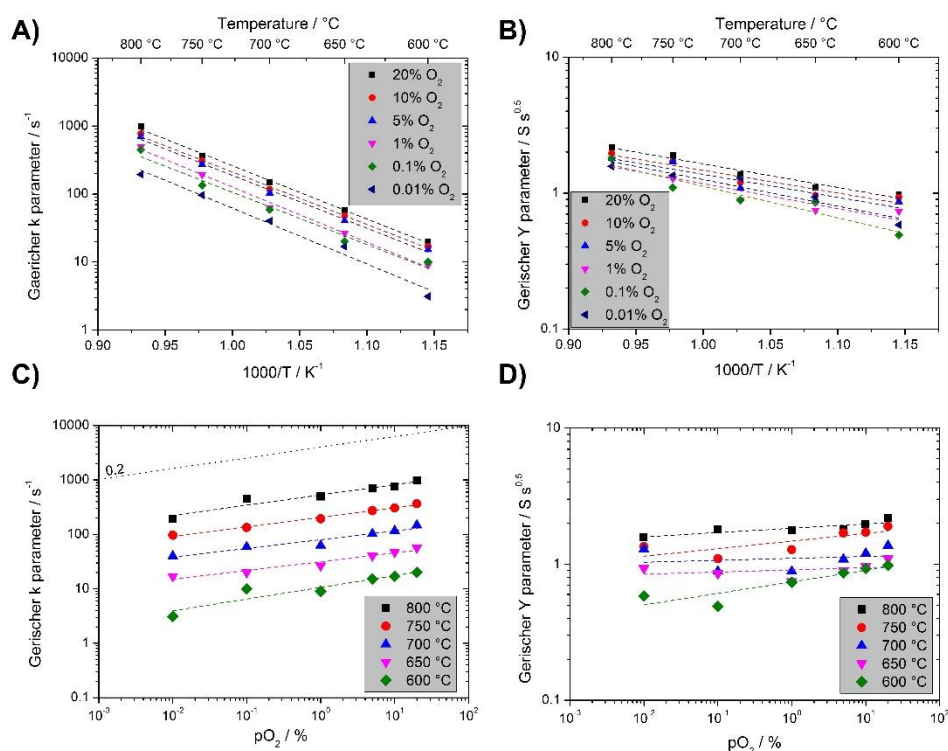 A)
Temperature / °C
800 °C 750 °C 700 °C 650 °C 600 °C
10000
1000
100
10
1
Gaericher k parameter / s⁻¹
20% O₂
10% O₂
5% O₂
1% O₂
0.1% O₂
0.01% O₂
0.90 0.95 1.00 1.05 1.10 1.15
1000/T / K⁻¹
B)
Temperature / °C
800 °C 750 °C 700 °C 650 °C 600 °C
10
1
0.1
Gerischer Y parameter / S s⁰·⁵
20% O₂
10% O₂
5% O₂
1% O₂
0.1% O₂
0.01% O₂
0.90 0.95 1.00 1.05 1.10 1.15
1000/T / K⁻¹
C)
10000
1000
100
10
1
0.1
Gerischer k parameter / s⁻¹
0.2
800 °C
750 °C
700 °C
650 °C
600 °C
10⁻³ 10⁻² 10⁻¹ 10⁰ 10¹ 10²
pO₂ / %
D)
10
1
0.1
Gerischer Y parameter / S s⁰·⁵
800 °C
750 °C
700 °C
650 °C
600 °C
10⁻³ 10⁻² 10⁻¹ 10⁰ 10¹ 10²
pO₂ / %